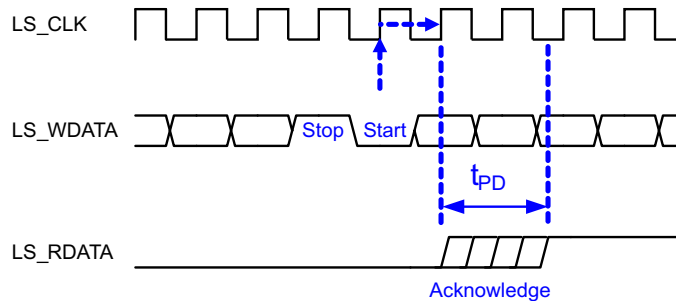 LS_CLK
LS_WDATA
Stop
Start
tPD
LS_RDATA
Acknowledge